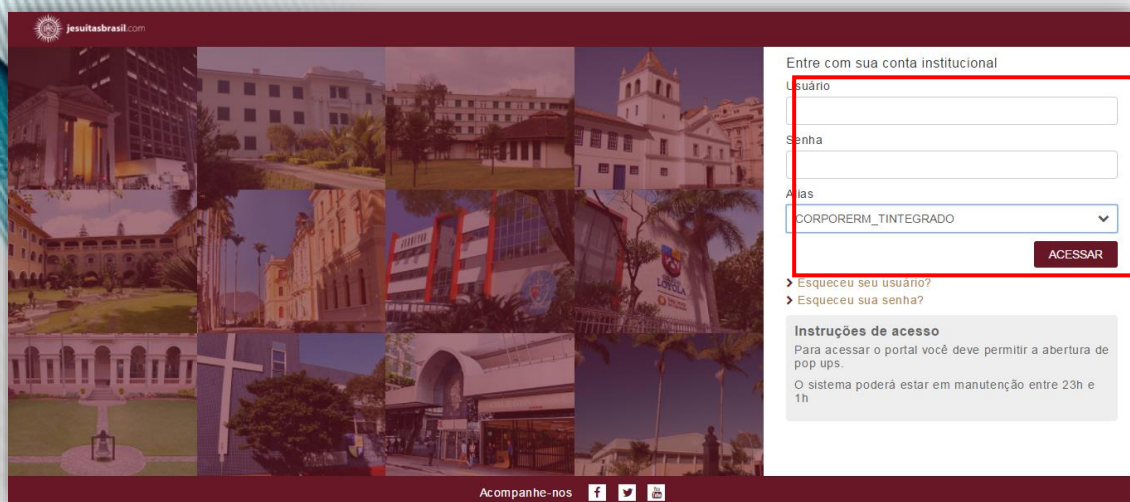 jesuitasbrasil.com
Entre com sua conta institucional
Usuário
Senha
Alias
CORPORERM_TINTEGRADO
ACESSAR
Esqueceu seu usuário?
Esqueceu sua senha?
Instruções de acesso
Para acessar o portal você deve permitir a abertura de
pop ups.
O sistema poderá estar em manutenção entre 23h e
1h
LOYOLA
Acompanhe-nos